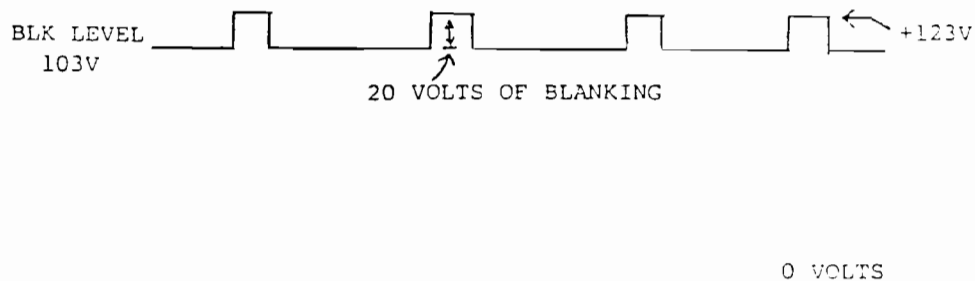 BLK LEVEL
103V
+123V
20 VOLTS OF BLANKING
0 VOLTS